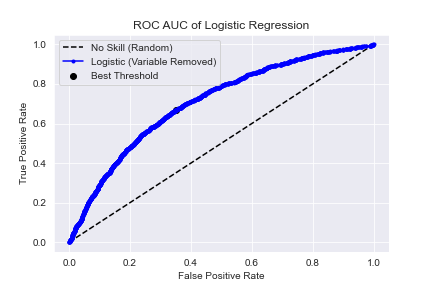 ROC AUC of Logistic Regression
1.0
0.8
0.6
0.4
0.2
0.0
True Positive Rate
No Skill (Random)
Logistic (Variable Removed)
Best Threshold
0.0 0.2 0.4 0.6 0.8 1.0
False Positive Rate